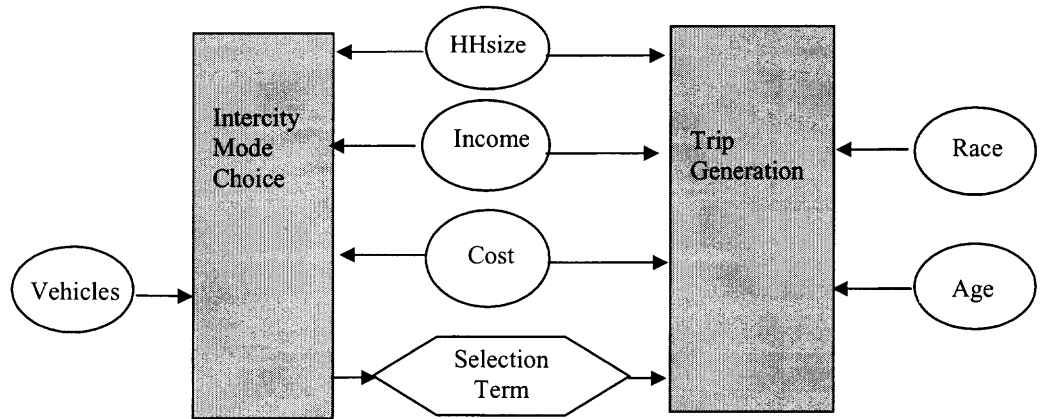 HHsize
Intercity
Mode
Choice
Income
Trip
Generation
Race
Cost
Vehicles
Age
Selection
Term